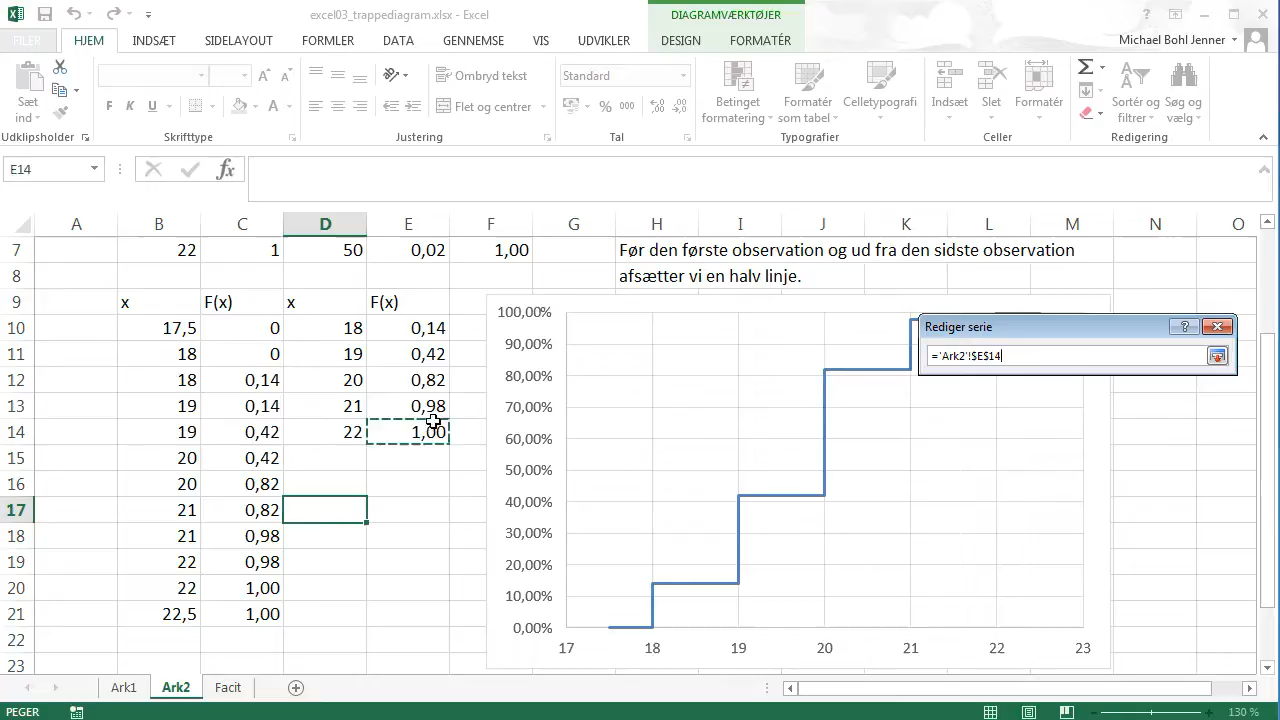 excel03_trappediagram.xlsx - Excel
DIAGRAMVÆRKTØJER
FILER
HJEM
INDSÆT
SIDELAYOUT
FORMLER
DATA
GENNEMSE
VIS
UDVIKLER
DESIGN
FORMATÉR
Michael Bohl Jenner
Sæt
ind
Udklipsholder
F K U
Skrifttype
Ombryd tekst
Flet og centrer
Justering
Standard
% 000
Tal
Betinget
formatering
Formatér
som tabel
Celletypografi
Typografier
Indsæt
Slet
Formatér
Celler
Sortér og
filtrer
Søg og
vælg
Redigering
E14
fx
A B C D E F G H I J K L M N O
7 22 1 50 0,02 1,00 Før den første observation og ud fra den sidste observation
8 afsætter vi en halv linje.
9 x F(x) x F(x)
10 17,5 0 18 0,14
11 18 0 19 0,42
12 18 0,14 20 0,82
13 19 0,14 21 0,98
14 19 0,42 22 1,00
15 20 0,42
16 20 0,82
17 21 0,82
18 21 0,98
19 22 0,98
20 22 1,00
21 22,5 1,00
22
23
100,00%
90,00%
80,00%
70,00%
60,00%
50,00%
40,00%
30,00%
20,00%
10,00%
0,00%
17 18 19 20 21 22 23
Rediger serie
='Ark2'!$E$14
Ark1
Ark2
Facit
PEGER
130 %